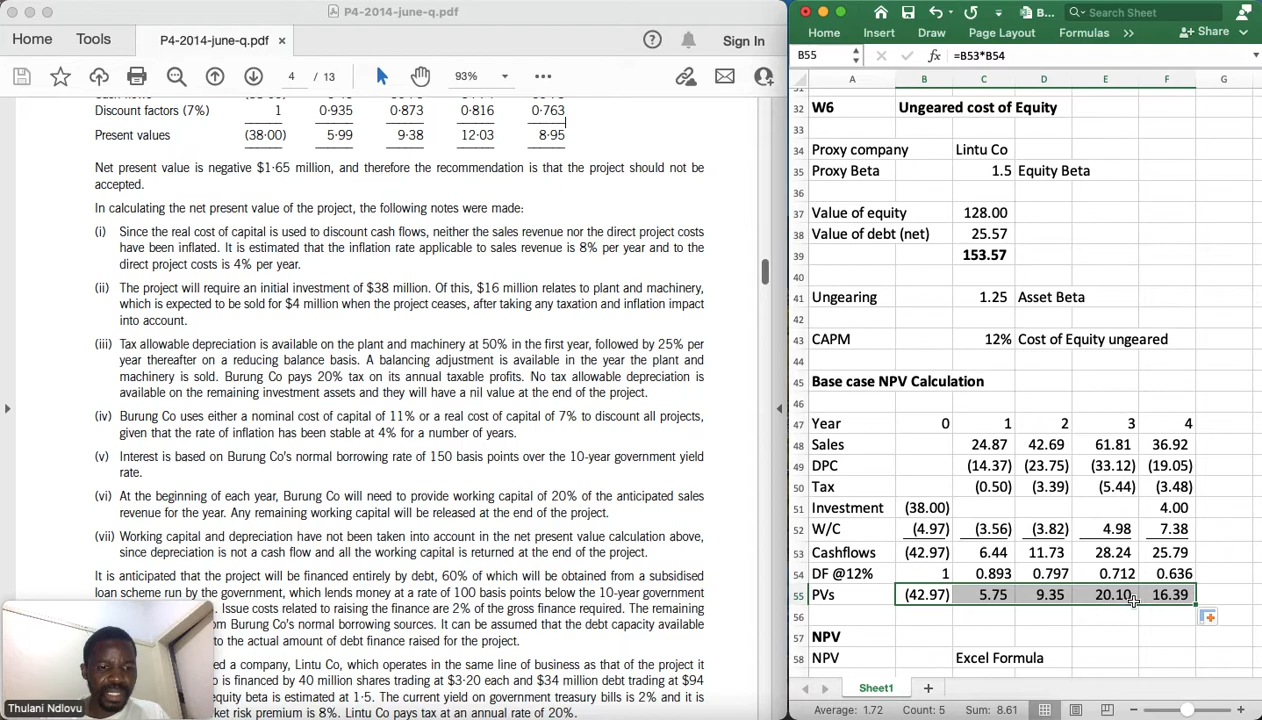 P4-2014-june-q.pdf
Home Tools P4-2014-june-q.pdf × Sign In
4 / 13 93%
Discount factors (7%) 1 0·935 0·873 0·816 0·763
Present values (38·00) 5·99 9·38 12·03 8·95
Net present value is negative $1·65 million, and therefore the recommendation is that the project should not be
accepted.
In calculating the net present value of the project, the following notes were made:
(i) Since the real cost of capital is used to discount cash flows, neither the sales revenue nor the direct project costs
have been inflated. It is estimated that the inflation rate applicable to sales revenue is 8% per year and to the
direct project costs is 4% per year.
(ii) The project will require an initial investment of $38 million. Of this, $16 million relates to plant and machinery,
which is expected to be sold for $4 million when the project ceases, after taking any taxation and inflation impact
into account.
(iii) Tax allowable depreciation is available on the plant and machinery at 50% in the first year, followed by 25% per
year thereafter on a reducing balance basis. A balancing adjustment is available in the year the plant and
machinery is sold. Burung Co pays 20% tax on its annual taxable profits. No tax allowable depreciation is
available on the remaining investment assets and they will have a nil value at the end of the project.
(iv) Burung Co uses either a nominal cost of capital of 11% or a real cost of capital of 7% to discount all projects,
given that the rate of inflation has been stable at 4% for a number of years.
(v) Interest is based on Burung Co's normal borrowing rate of 150 basis points over the 10-year government yield
rate.
(vi) At the beginning of each year, Burung Co will need to provide working capital of 20% of the anticipated sales
revenue for the year. Any remaining working capital will be released at the end of the project.
(vii) Working capital and depreciation have not been taken into account in the net present value calculation above,
since depreciation is not a cash flow and all the working capital is returned at the end of the project.
It is anticipated that the project will be financed entirely by debt, 60% of which will be obtained from a subsidised
loan scheme run by the government, which lends money at a rate of 100 basis points below the 10-year government
Issue costs related to raising the finance are 2% of the gross finance required. The remaining
m Burung Co's normal borrowing sources. It can be assumed that the debt capacity available
to the actual amount of debt finance raised for the project.
ed a company, Lintu Co, which operates in the same line of business as that of the project it
o is financed by 40 million shares trading at $3·20 each and $34 million debt trading at $94
quity beta is estimated at 1·5. The current yield on government treasury bills is 2% and it is
ket risk premium is 8%. Lintu Co pays tax at an annual rate of 20%.
Thulani Ndlovu
B... Search Sheet
Home Insert Draw Page Layout Formulas >> Share
B55 fx =B53*B54
A B C D E F G
32 W6 Ungeared cost of Equity
33
34 Proxy company Lintu Co
35 Proxy Beta 1.5 Equity Beta
36
37 Value of equity 128.00
38 Value of debt (net) 25.57
39 153.57
40
41 Ungearing 1.25 Asset Beta
42
43 CAPM 12% Cost of Equity ungeared
44
45 Base case NPV Calculation
46
47 Year 0 1 2 3 4
48 Sales 24.87 42.69 61.81 36.92
49 DPC (14.37) (23.75) (33.12) (19.05)
50 Tax (0.50) (3.39) (5.44) (3.48)
51 Investment (38.00) 4.00
52 W/C (4.97) (3.56) (3.82) 4.98 7.38
53 Cashflows (42.97) 6.44 11.73 28.24 25.79
54 DF @12% 1 0.893 0.797 0.712 0.636
55 PVs (42.97) 5.75 9.35 20.10 16.39
56
57 NPV
58 NPV Excel Formula
Sheet1 +
Average: 1.72 Count: 5 Sum: 8.61